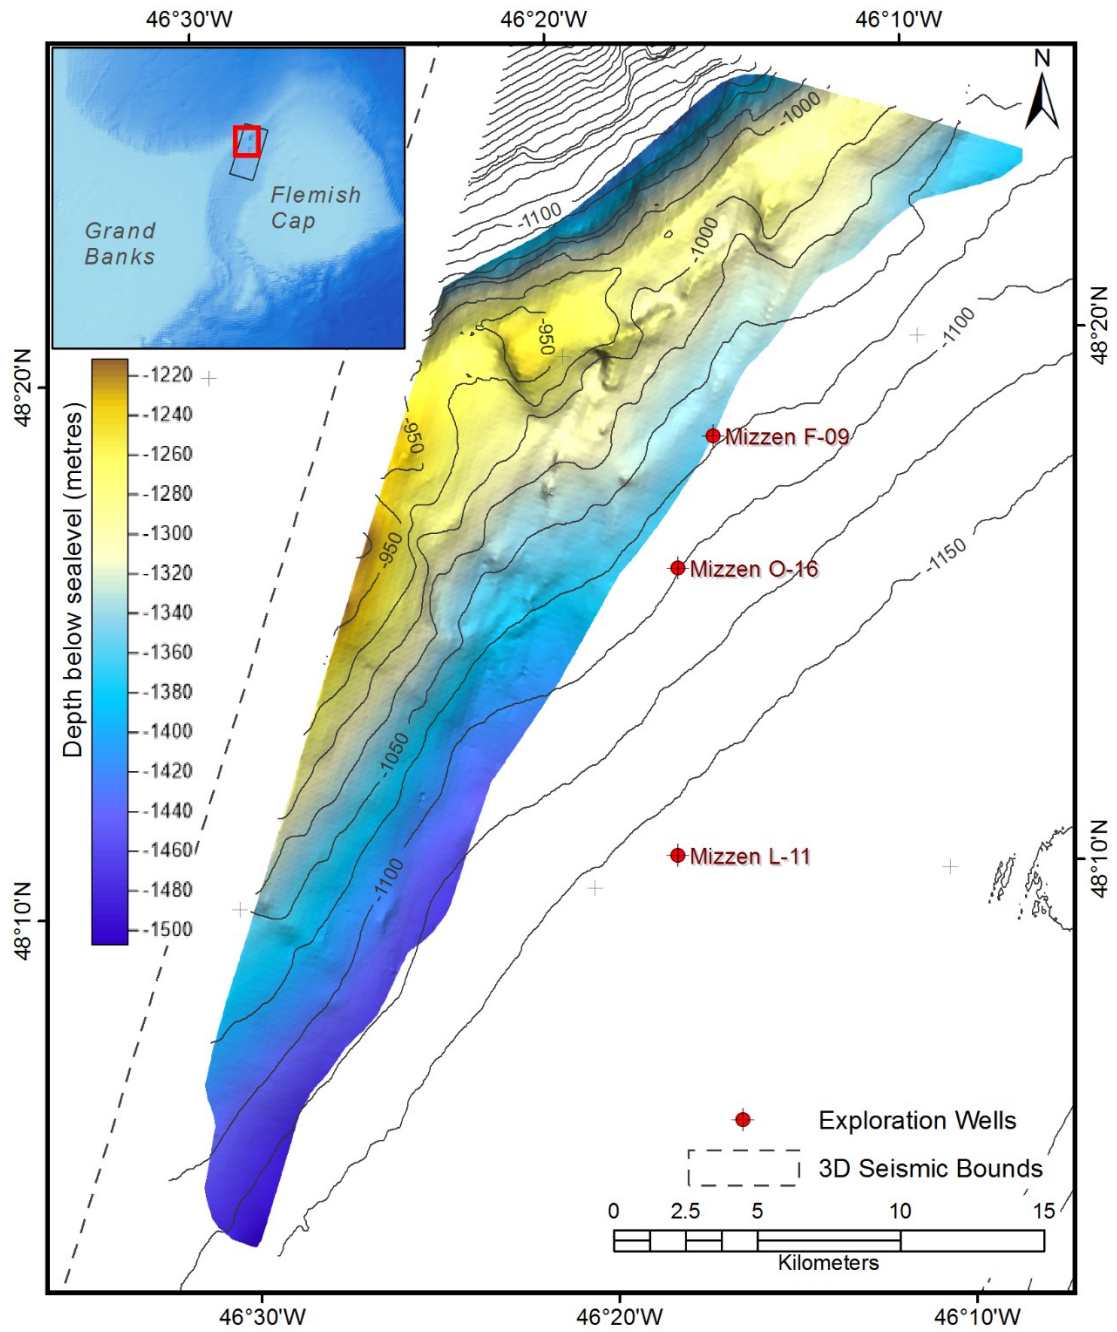 46°30'W
46°20'W
46°10'W
N
Flemish
Cap
Grand
Banks
-1000
-1100
-1000
-950
-1100
48°20'N
48°20'N
Depth below sealevel (metres)
-1220
-1240
-1260
-1280
-1300
-1320
-1340
-1360
-1380
-1400
-1420
-1440
-1460
-1480
-1500
-950
Mizzen F-09
-950
-1150
Mizzen O-16
-1050
Mizzen L-11
-1100
48°10'N
48°10'N
Exploration Wells
3D Seismic Bounds
0
2.5
5
10
15
Kilometers
46°30'W
46°20'W
46°10'W